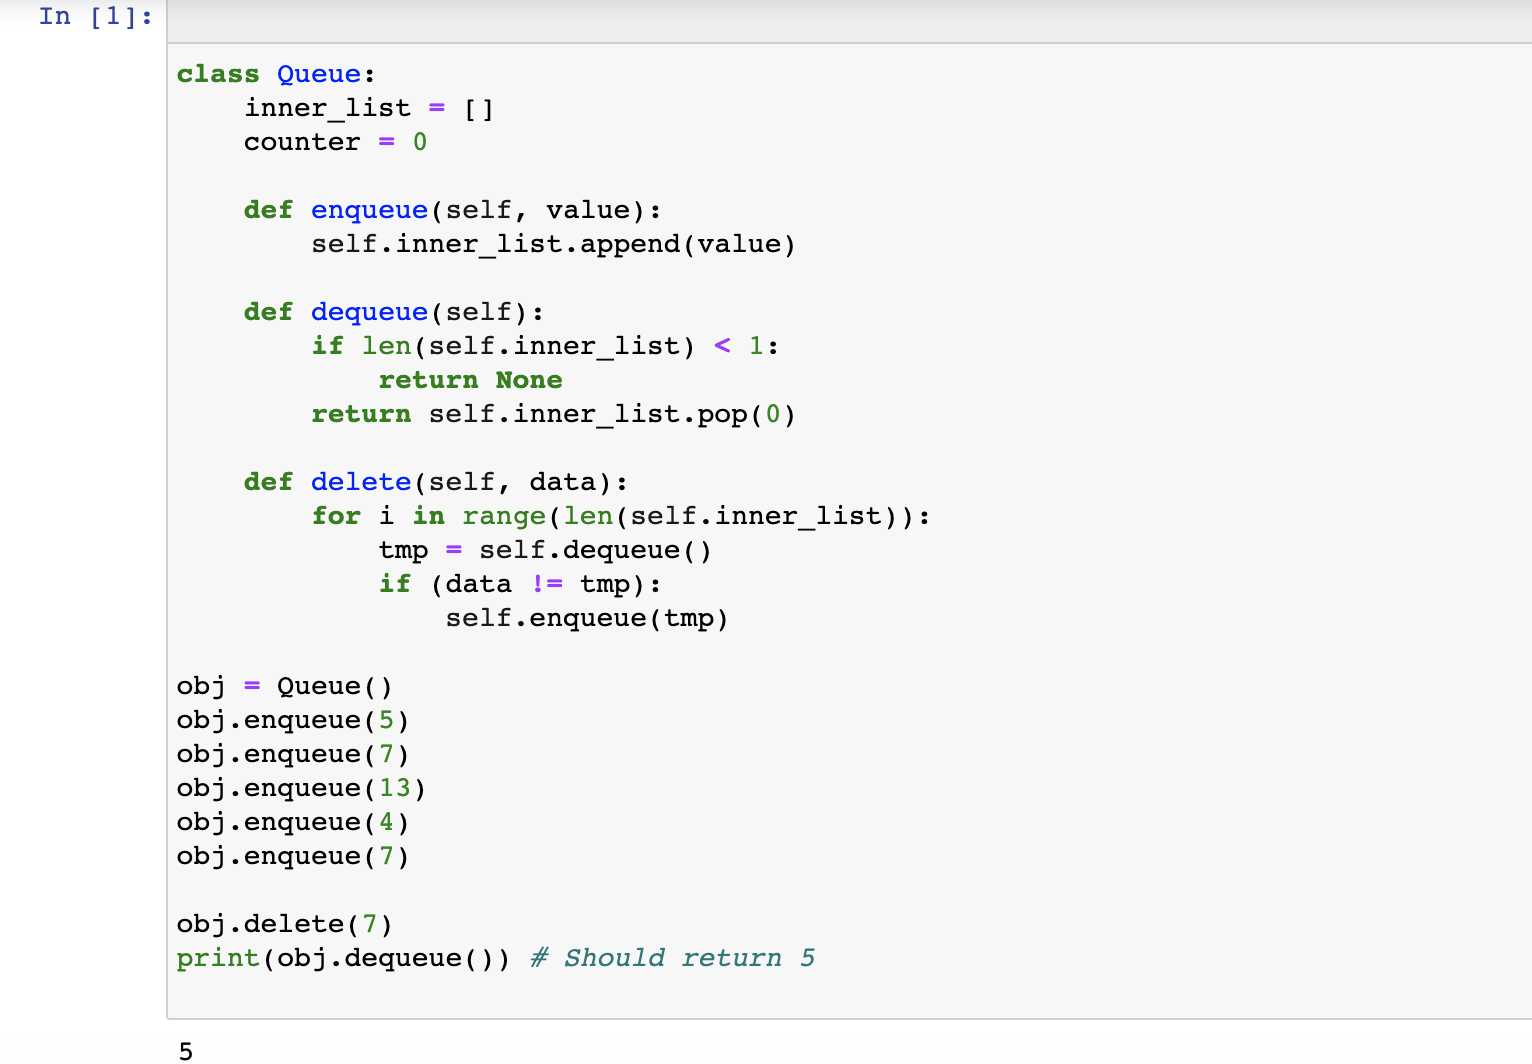 In [1]:
class Queue:
    inner_list = []
    counter = 0

    def enqueue(self, value):
        self.inner_list.append(value)

    def dequeue(self):
        if len(self.inner_list) < 1:
            return None
        return self.inner_list.pop(0)

    def delete(self, data):
        for i in range(len(self.inner_list)):
            tmp = self.dequeue()
            if (data != tmp):
                self.enqueue(tmp)

obj = Queue()
obj.enqueue(5)
obj.enqueue(7)
obj.enqueue(13)
obj.enqueue(4)
obj.enqueue(7)

obj.delete(7)
print(obj.dequeue()) # Should return 5
5